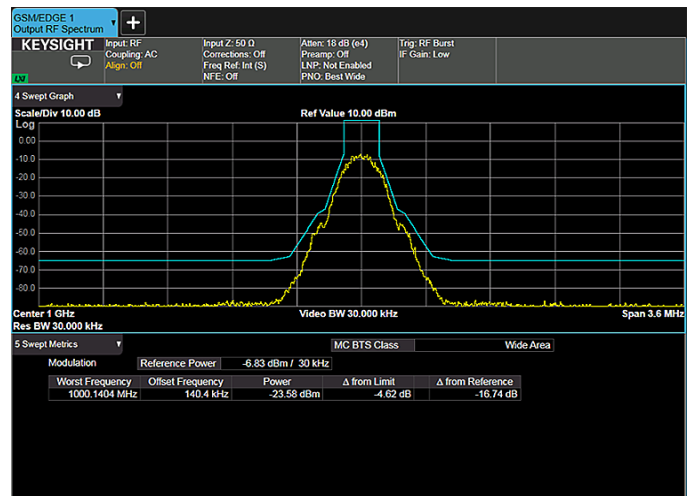 GSM/EDGE 1
Output RF Spectrum
KEYSIGHT
Input: RF
Coupling: AC
Align: Off
Input Z: 50 Ω
Corrections: Off
Freq Ref: Int (S)
NFE: Off
Atten: 18 dB (e4)
Preamp: Off
LNP: Not Enabled
PNO: Best Wide
Trig: RF Burst
IF Gain: Low
LXI
4 Swept Graph
Scale/Div 10.00 dB
Ref Value 10.00 dBm
Log
0.00
-10.0
-20.0
-30.0
-40.0
-50.0
-60.0
-70.0
-80.0
Center 1 GHz
Video BW 30.000 kHz
Span 3.6 MHz
Res BW 30.000 kHz
5 Swept Metrics
MC BTS Class Wide Area
Modulation Reference Power -6.83 dBm / 30 kHz
Worst Frequency Offset Frequency Power Δ from Limit Δ from Reference
1000.1404 MHz 140.4 kHz -23.58 dBm -4.62 dB -16.74 dB